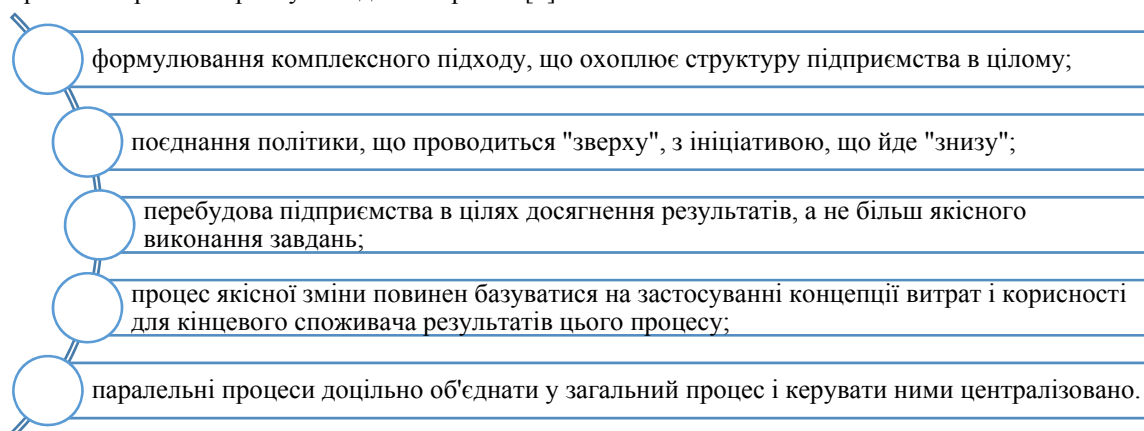 формулювання комплексного підходу, що охоплює структуру підприємства в цілому;
поєднання політики, що проводиться "зверху", з ініціативою, що йде "знизу";
перебудова підприємства в цілях досягнення результатів, а не більш якісного
виконання завдань;
процес якісної зміни повинен базуватися на застосуванні концепції витрат і корисності
для кінцевого споживача результатів цього процесу;
паралельні процеси доцільно об'єднати у загальний процес і керувати ними централізовано.